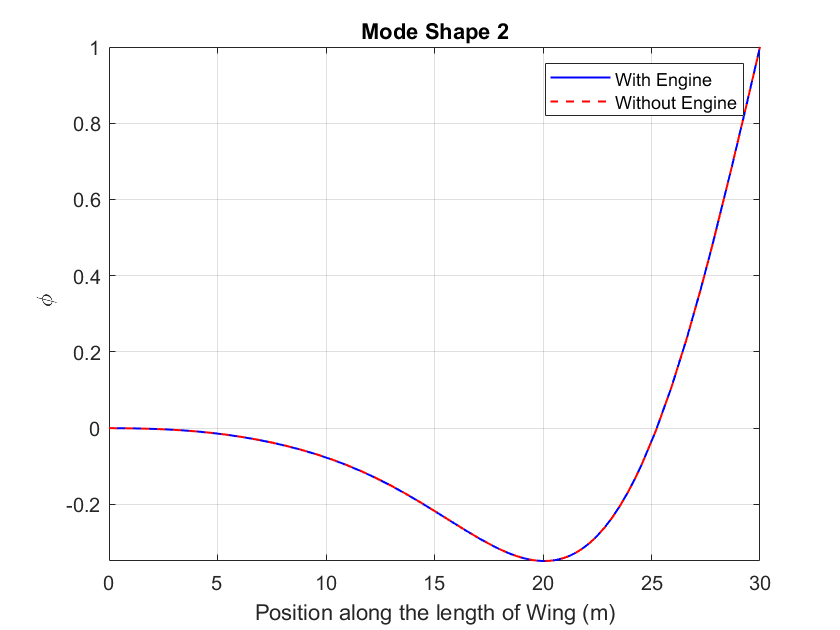 Mode Shape 2
1
0.8
0.6
0.4
0.2
0
-0.2
ϕ
With Engine
Without Engine
0 5 10 15 20 25 30
Position along the length of Wing (m)